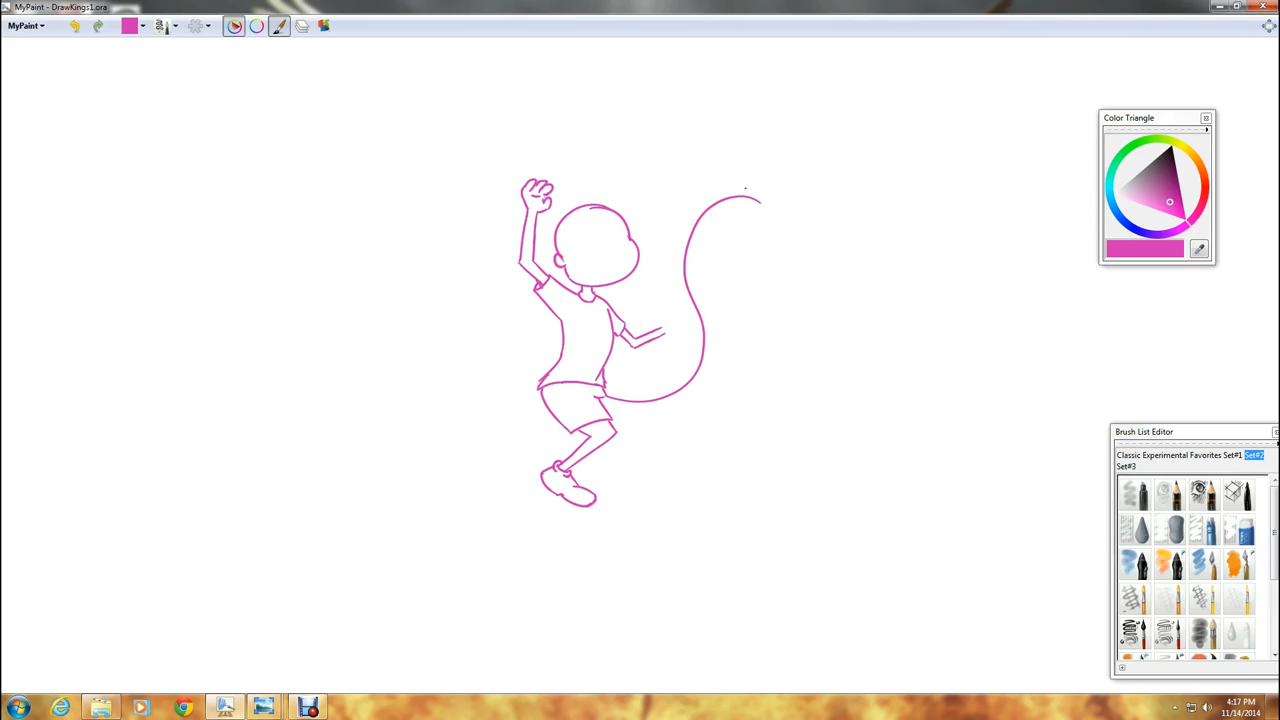 MyPaint - DrawKings1.ora
MyPaint
Color Triangle
Brush List Editor
Classic Experimental Favorites Set#1 Set#2
Set#3
4:17 PM
11/14/2014